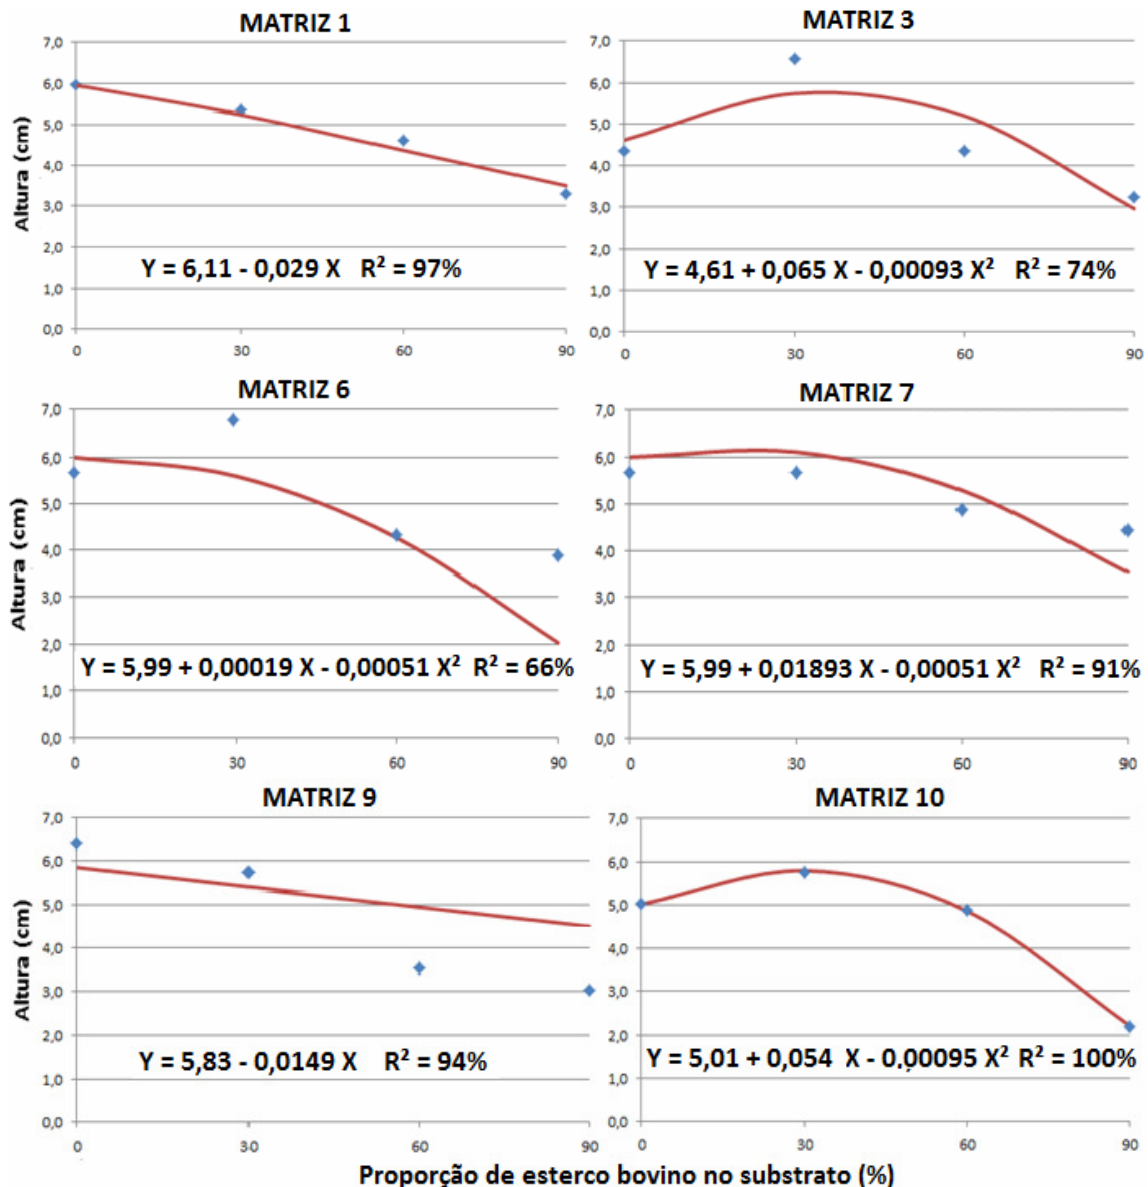 MATRIZ 1
Altura (cm)
7,0
6,0
5,0
4,0
3,0
2,0
1,0
0,0
Y = 6,11 - 0,029 X R² = 97%
0 30 60 90
MATRIZ 3
7,0
6,0
5,0
4,0
3,0
2,0
1,0
0,0
Y = 4,61 + 0,065 X - 0,00093 X² R² = 74%
0 30 60 90
MATRIZ 6
Altura (cm)
7,0
6,0
5,0
4,0
3,0
2,0
1,0
0,0
Y = 5,99 + 0,00019 X - 0,00051 X² R² = 66%
0 30 60 90
MATRIZ 7
7,0
6,0
5,0
4,0
3,0
2,0
1,0
0,0
Y = 5,99 + 0,01893 X - 0,00051 X² R² = 91%
0 30 60 90
MATRIZ 9
Altura (cm)
7,0
6,0
5,0
4,0
3,0
2,0
1,0
0,0
Y = 5,83 - 0,0149 X R² = 94%
0 30 60 90
MATRIZ 10
7,0
6,0
5,0
4,0
3,0
2,0
1,0
0,0
Y = 5,01 + 0,054 X - 0,00095 X² R² = 100%
0 30 60 90
Proporção de esterco bovino no substrato (%)